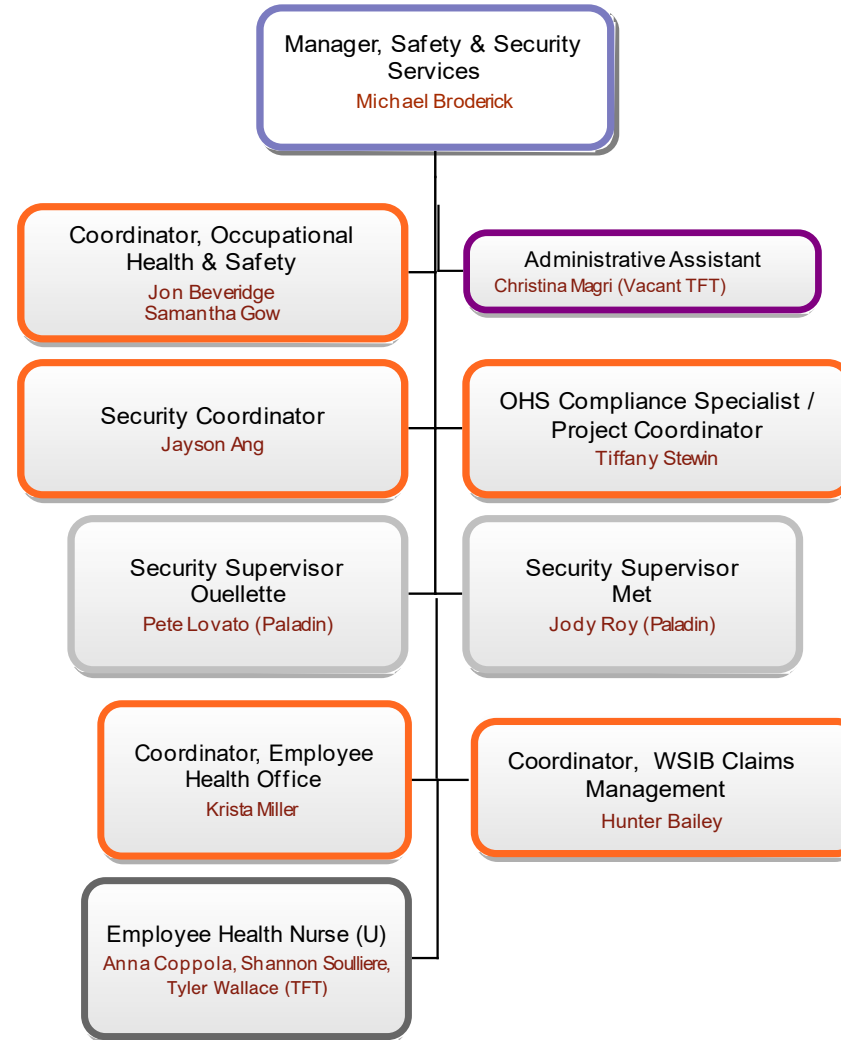 Manager, Safety & Security
Services
Michael Broderick
Coordinator, Occupational
Health & Safety
Jon Beveridge
Samantha Gow
Administrative Assistant
Christina Magri (Vacant TFT)
Security Coordinator
Jayson Ang
OHS Compliance Specialist /
Project Coordinator
Tiffany Stewin
Security Supervisor
Ouellette
Pete Lovato (Paladin)
Security Supervisor
Met
Jody Roy (Paladin)
Coordinator, Employee
Health Office
Krista Miller
Coordinator, WSIB Claims
Management
Hunter Bailey
Employee Health Nurse (U)
Anna Coppola, Shannon Soulliere,
Tyler Wallace (TFT)